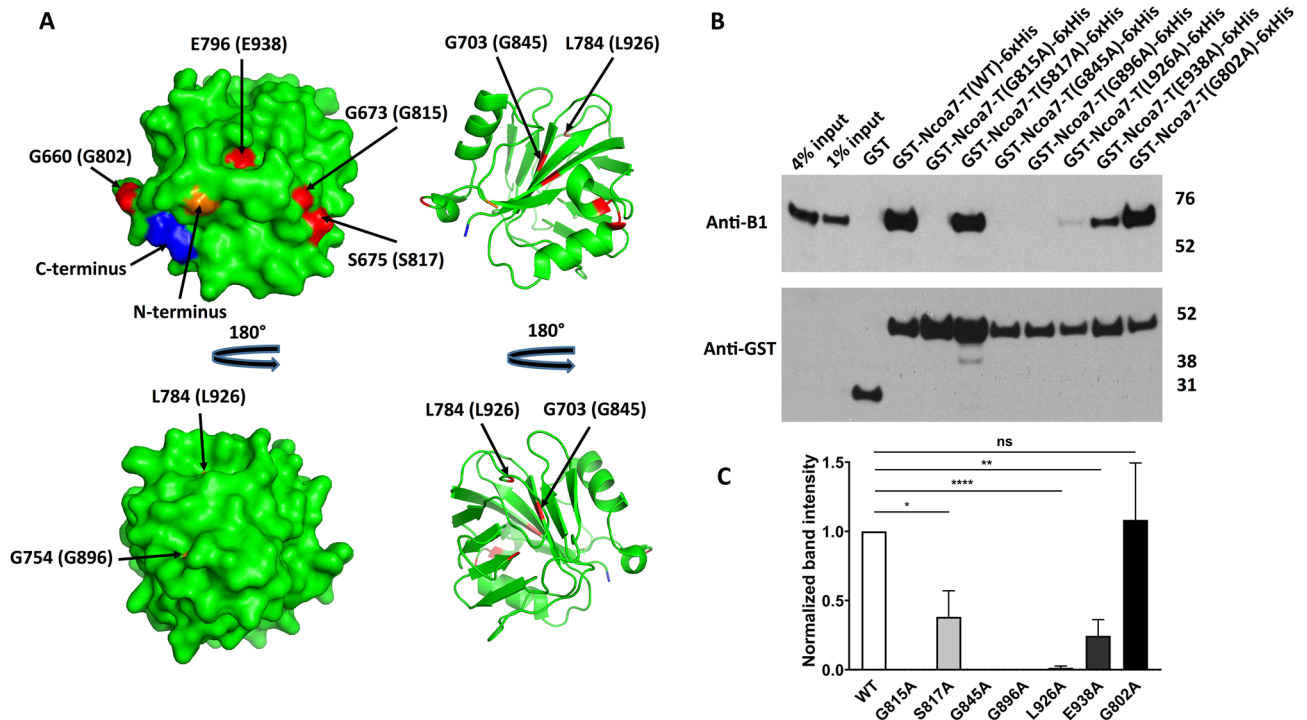 A
E796 (E938)
G673 (G815)
G660 (G802)
C-terminus
N-terminus
S675 (S817)
G703 (G845)
L784 (L926)
180°
180°
L784 (L926)
G754 (G896)
L784 (L926)
G703 (G845)
B
4% input
1% input
GST
GST-Ncoa7-T(WT)-6xHis
GST-Ncoa7-T(G815A)-6xHis
GST-Ncoa7-T(S817A)-6xHis
GST-Ncoa7-T(G845A)-6xHis
GST-Ncoa7-T(G896A)-6xHis
GST-Ncoa7-T(L926A)-6xHis
GST-Ncoa7-T(E938A)-6xHis
GST-Ncoa7-T(G802A)-6xHis
Anti-B1
76
52
Anti-GST
52
38
31
C
Normalized band intensity
1.5
1.0
0.5
0.0
ns
**
****
*
WT
G815A
S817A
G845A
G896A
L926A
E938A
G802A